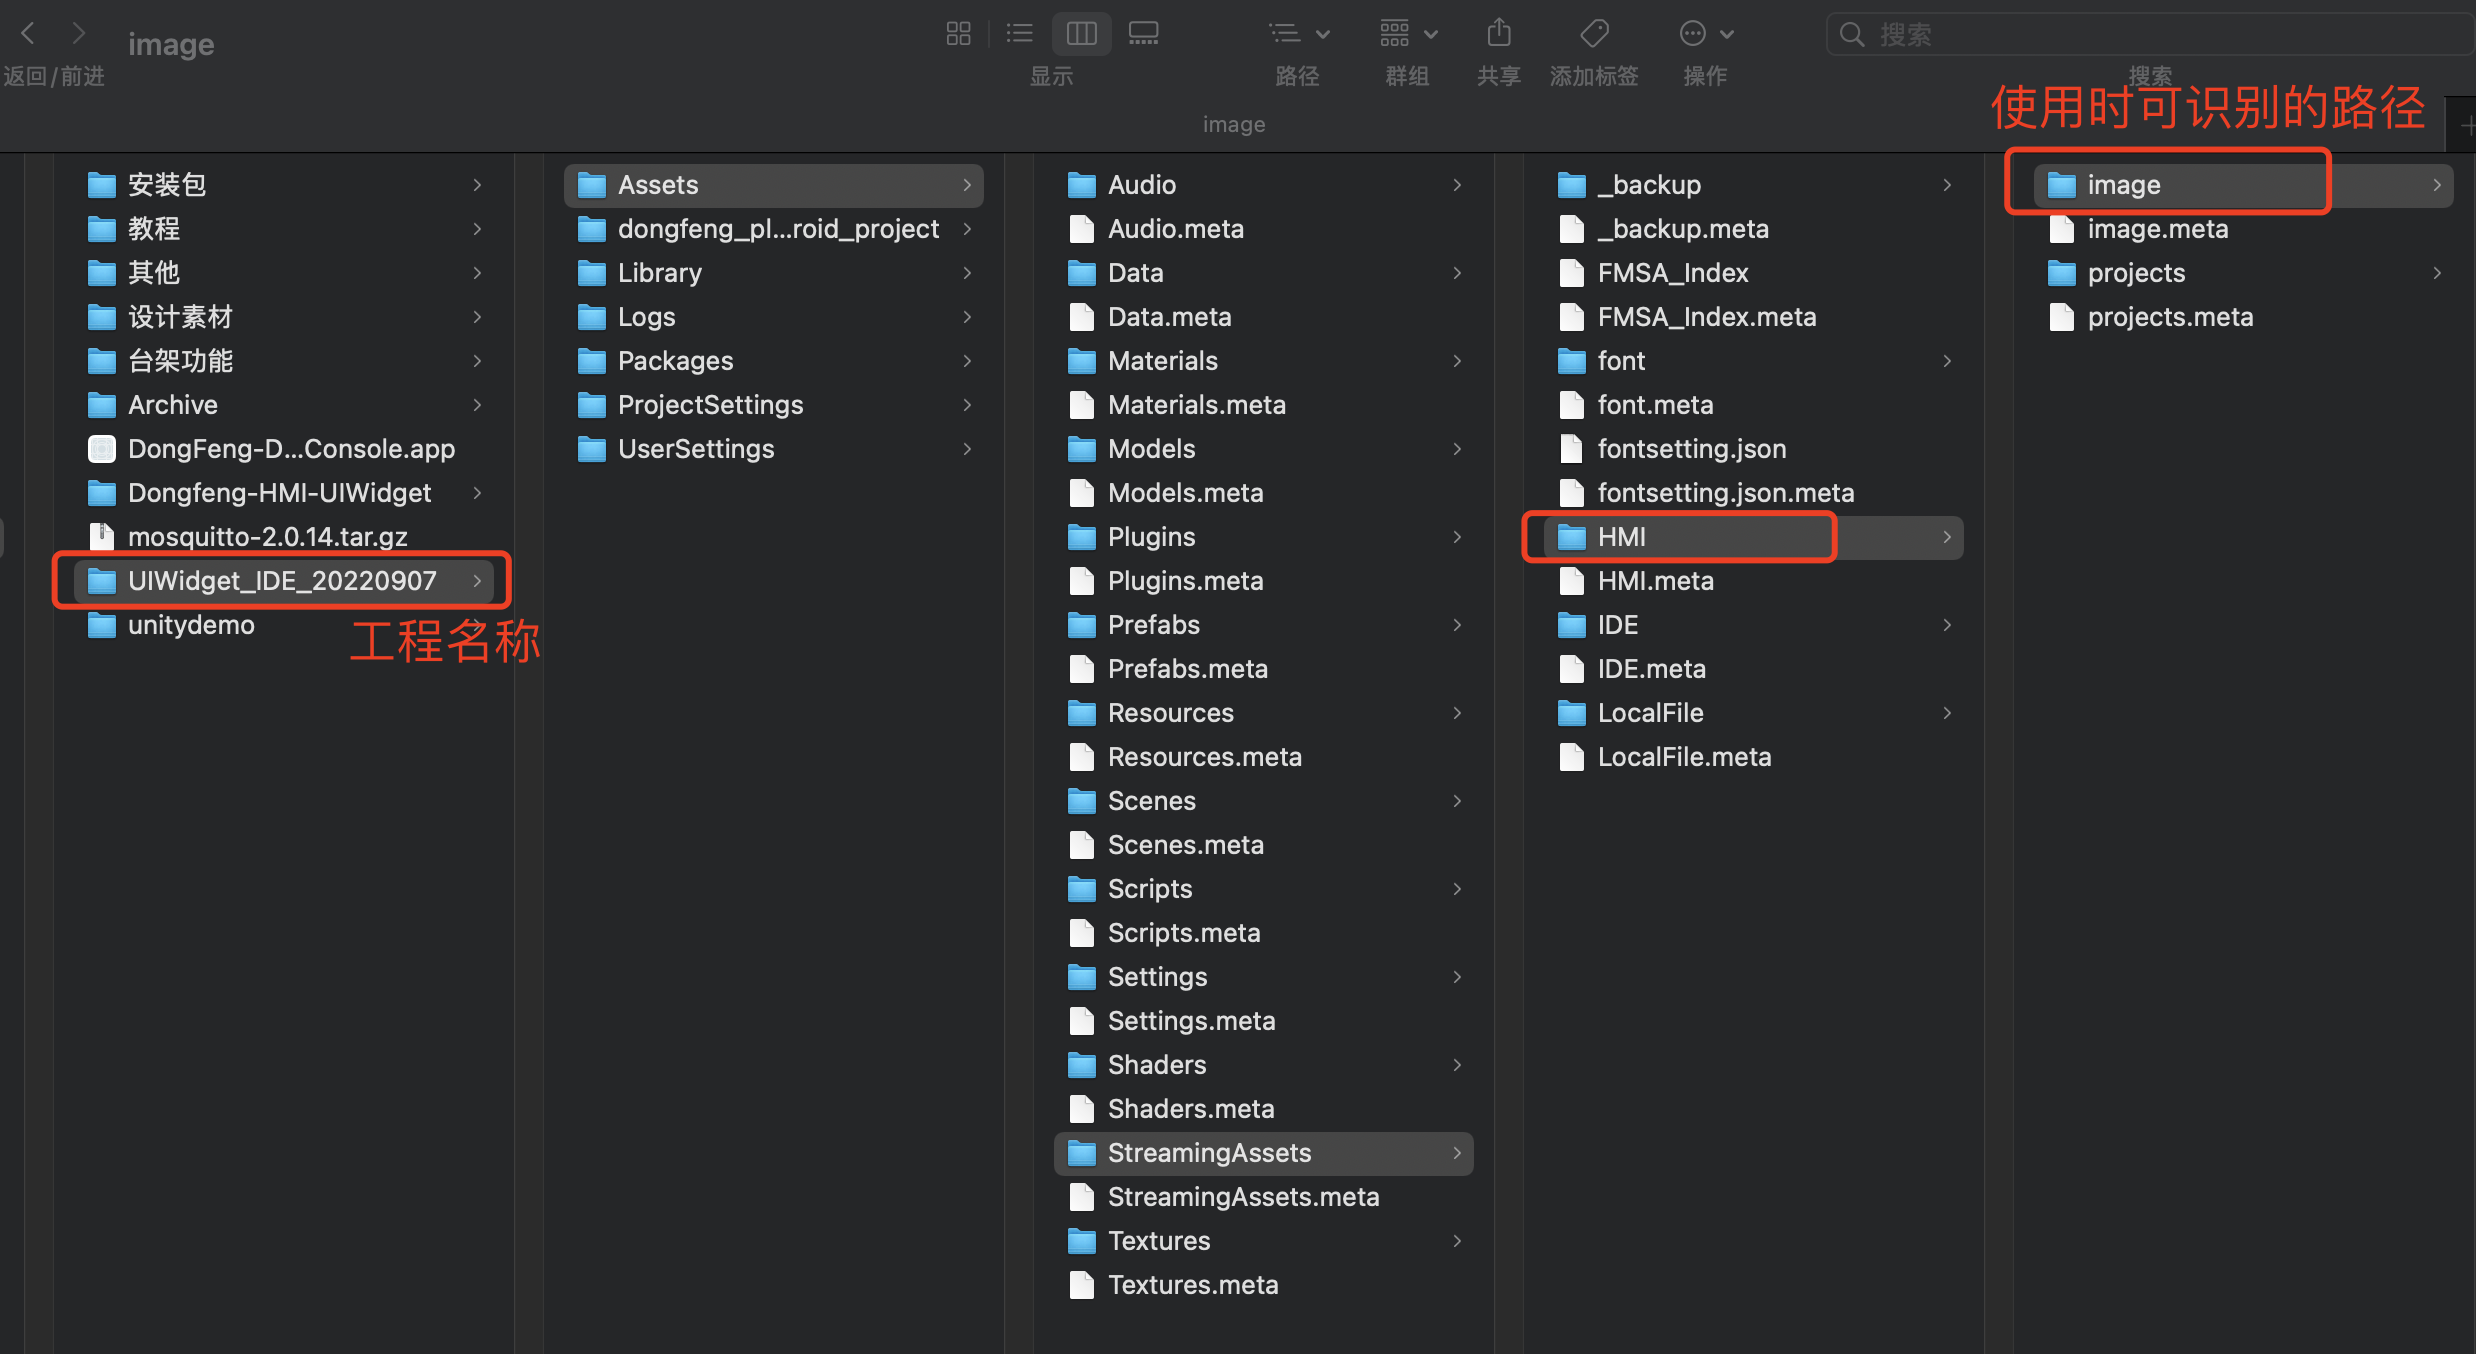 image
返回/前进
显示
路径
群组
共享
添加标签
操作
搜索
搜索
使用时可识别的路径
image
安装包
教程
其他
设计素材
台架功能
Archive
DongFeng-D...Console.app
Dongfeng-HMI-UIWidget
mosquitto-2.0.14.tar.gz
UIWidget_IDE_20220907
unitydemo
工程名称
Assets
dongfeng_pl...roid_project
Library
Logs
Packages
ProjectSettings
UserSettings
Audio
Audio.meta
Data
Data.meta
Materials
Materials.meta
Models
Models.meta
Plugins
Plugins.meta
Prefabs
Prefabs.meta
Resources
Resources.meta
Scenes
Scenes.meta
Scripts
Scripts.meta
Settings
Settings.meta
Shaders
Shaders.meta
StreamingAssets
StreamingAssets.meta
Textures
Textures.meta
_backup
_backup.meta
FMSA_Index
FMSA_Index.meta
font
font.meta
fontsetting.json
fontsetting.json.meta
HMI
HMI.meta
IDE
IDE.meta
LocalFile
LocalFile.meta
image
image.meta
projects
projects.meta